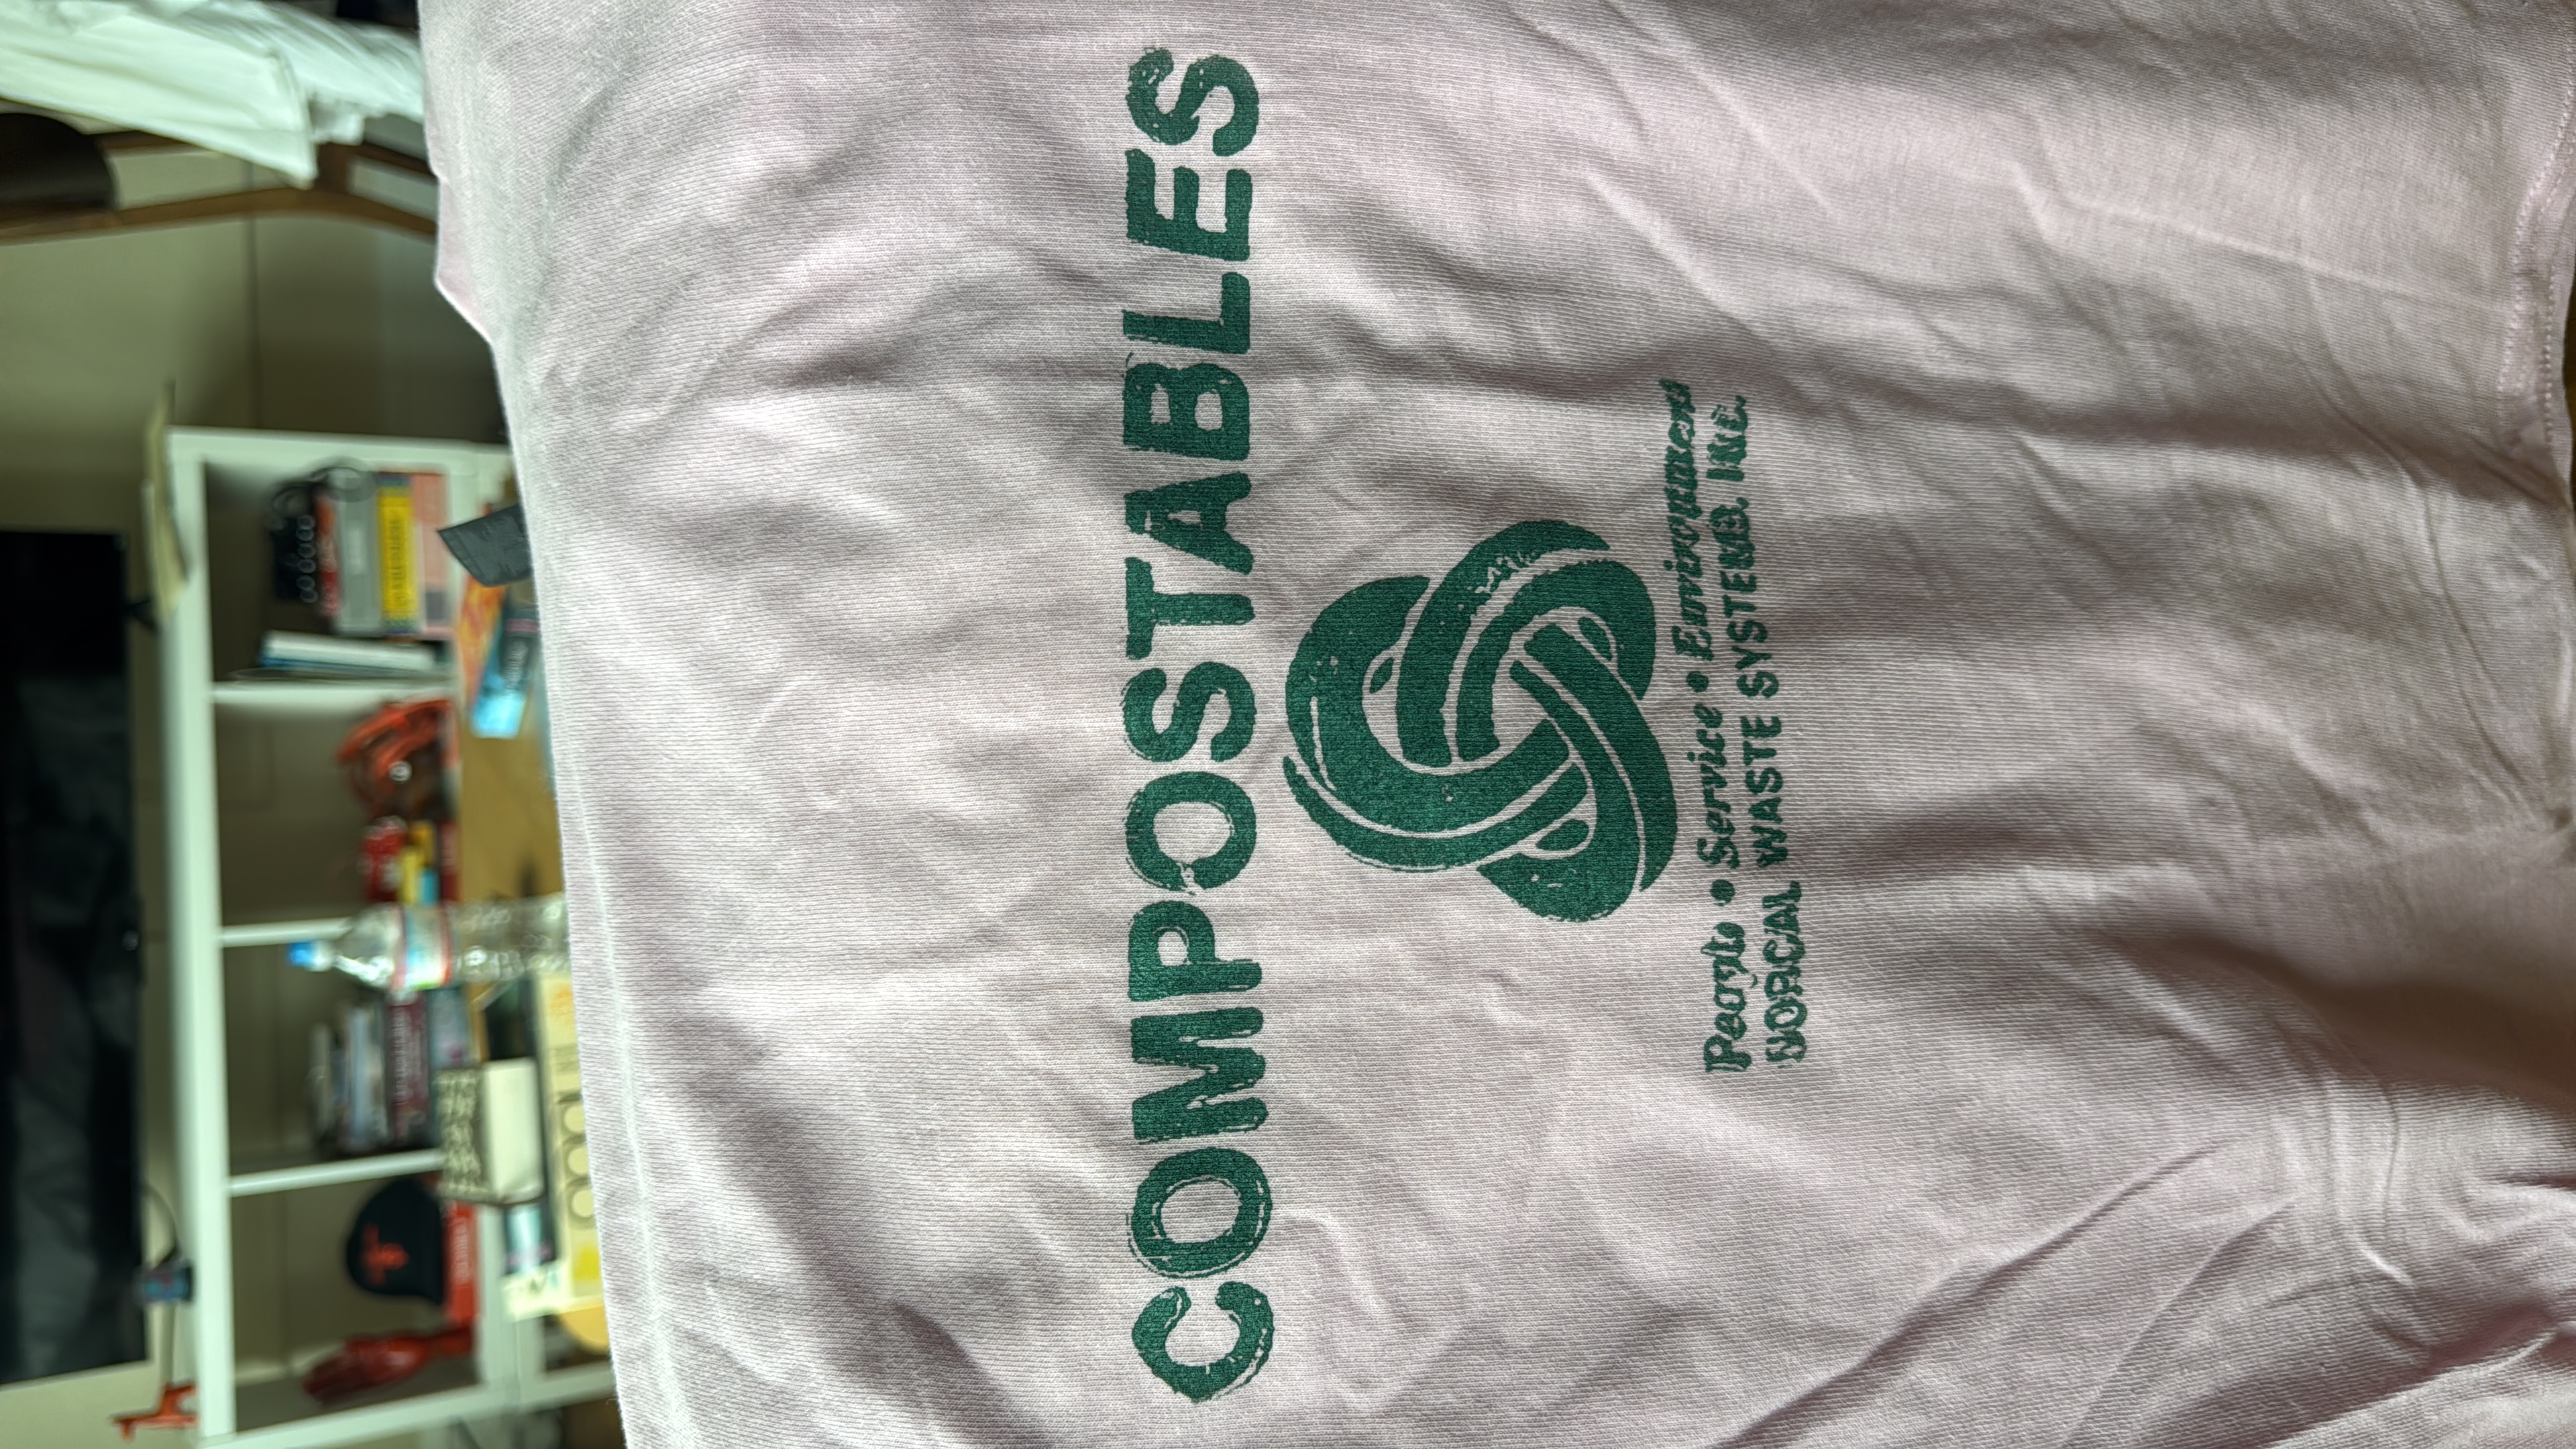 COMPOSTABLES
People • Service • Environment
NORCAL WASTE SYSTEMS, INC.